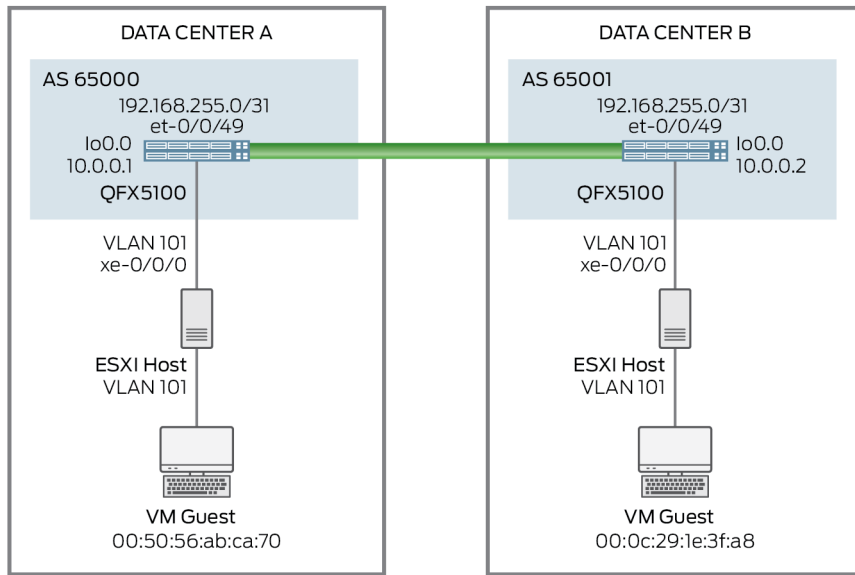 DATA CENTER A
AS 65000
192.168.255.0/31
et-0/0/49
lo0.0
10.0.0.1
QFX5100
VLAN 101
xe-0/0/0
ESXI Host
VLAN 101
VM Guest
00:50:56:ab:ca:70
DATA CENTER B
AS 65001
192.168.255.0/31
et-0/0/49
lo0.0
10.0.0.2
QFX5100
VLAN 101
xe-0/0/0
ESXI Host
VLAN 101
VM Guest
00:0c:29:1e:3f:a8